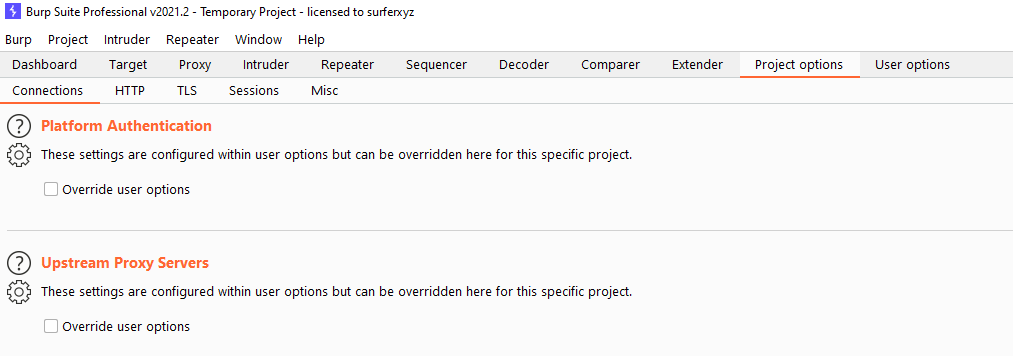 Burp Suite Professional v2021.2 - Temporary Project - licensed to surferxyz
Burp Project Intruder Repeater Window Help
Dashboard Target Proxy Intruder Repeater Sequencer Decoder Comparer Extender Project options User options
Connections HTTP TLS Sessions Misc
? Platform Authentication
These settings are configured within user options but can be overridden here for this specific project.
Override user options
? Upstream Proxy Servers
These settings are configured within user options but can be overridden here for this specific project.
Override user options